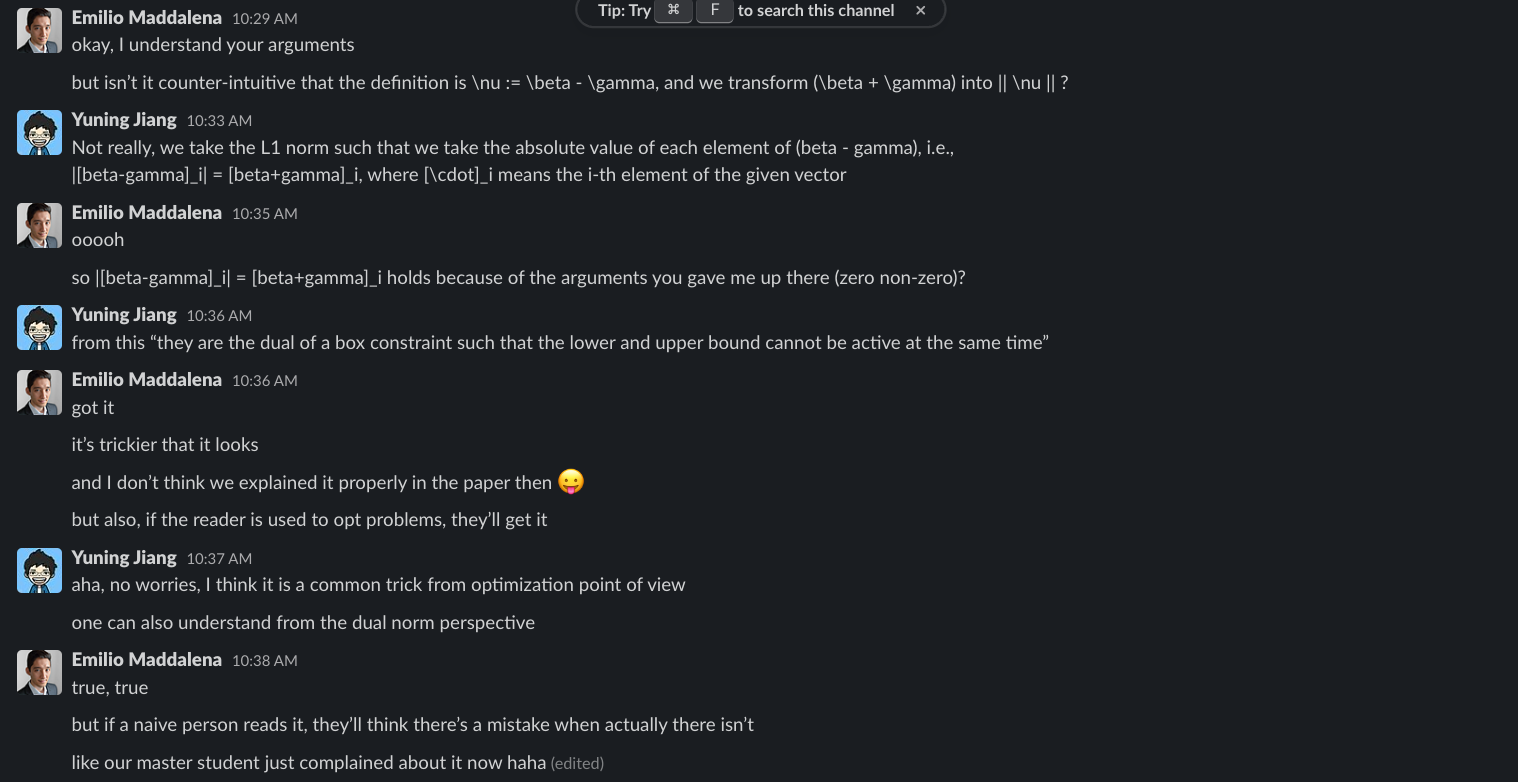 Tip: Try ⌘ F to search this channel ×
Emilio Maddalena 10:29 AM
okay, I understand your arguments
but isn’t it counter-intuitive that the definition is \nu := \beta - \gamma, and we transform (\beta + \gamma) into || \nu || ?
Yuning Jiang 10:33 AM
Not really, we take the L1 norm such that we take the absolute value of each element of (beta - gamma), i.e.,
|[beta-gamma]_i| = [beta+gamma]_i, where [\cdot]_i means the i-th element of the given vector
Emilio Maddalena 10:35 AM
ooooh
so |[beta-gamma]_i| = [beta+gamma]_i holds because of the arguments you gave me up there (zero non-zero)?
Yuning Jiang 10:36 AM
from this “they are the dual of a box constraint such that the lower and upper bound cannot be active at the same time”
Emilio Maddalena 10:36 AM
got it
it’s trickier that it looks
and I don’t think we explained it properly in the paper then 😛
but also, if the reader is used to opt problems, they’ll get it
Yuning Jiang 10:37 AM
aha, no worries, I think it is a common trick from optimization point of view
one can also understand from the dual norm perspective
Emilio Maddalena 10:38 AM
true, true
but if a naive person reads it, they’ll think there’s a mistake when actually there isn’t
like our master student just complained about it now haha (edited)